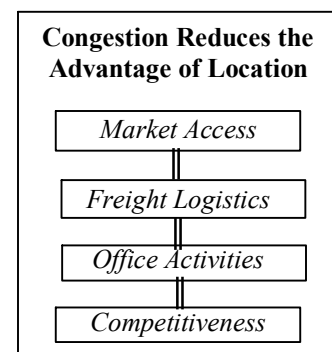 Congestion Reduces the
Advantage of Location
Market Access
Freight Logistics
Office Activities
Competitiveness